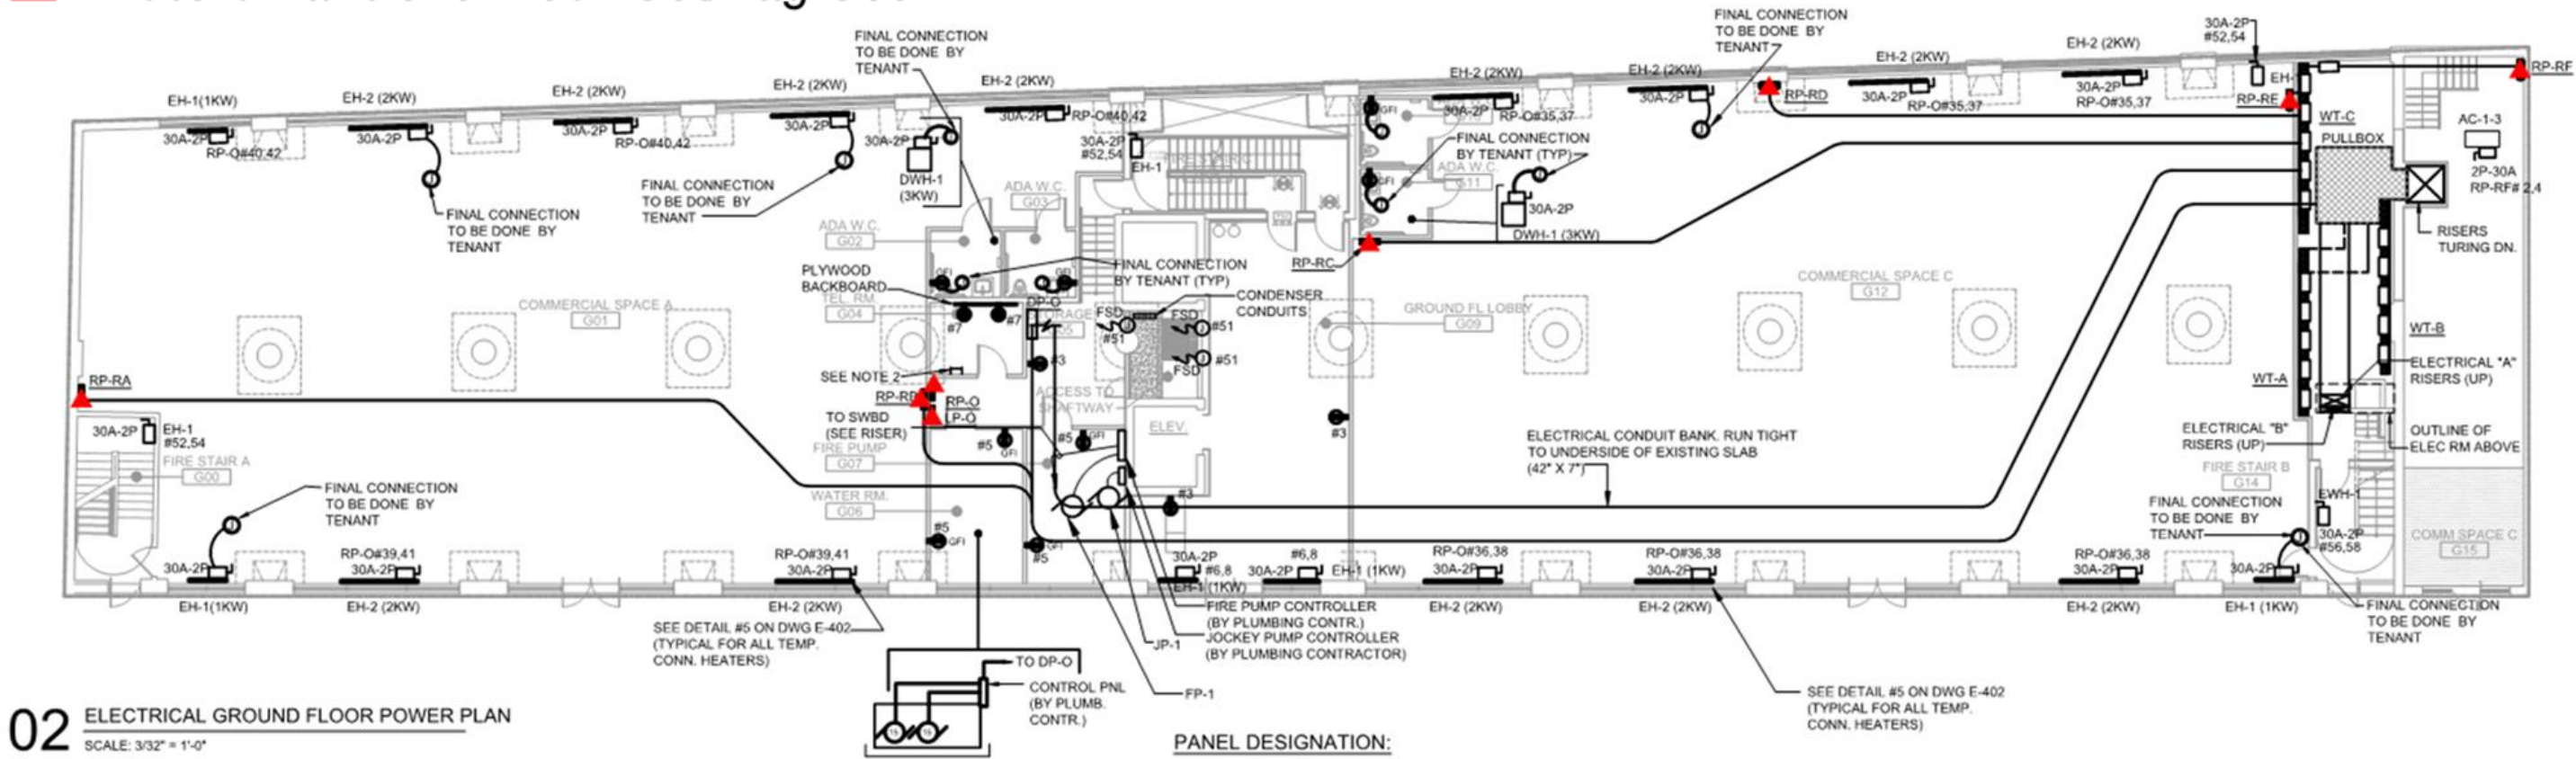 FINAL CONNECTION
TO BE DONE BY
TENANT
FINAL CONNECTION
TO BE DONE BY
TENANT
30A-2P
#52,54
EH-1(1KW)
EH-2 (2KW)
EH-2 (2KW)
EH-2 (2KW)
EH-2 (2KW)
EH-2 (2KW)
EH-2 (2KW)
EH-2 (2KW)
EH-2 (2KW)
30A-2P
RP-O#40,42
30A-2P
30A-2P
RP-O#40,42
30A-2P
30A-2P
DWH-1
(3KW)
30A-2P
RP-O#40,42
30A-2P
#52,54
EH-1
GFI
GFI
30A-2P
RP-O#35,37
30A-2P
RP-RD
30A-2P
RP-O#35,37
30A-2P
RP-O#35,37
EH-
RP-RE
RP-RF
WT-C
PULLBOX
AC-1-3
2P-30A
RP-RF# 2,4
RISERS
TURING DN.
FINAL CONNECTION
TO BE DONE BY
TENANT
FINAL CONNECTION
TO BE DONE BY
TENANT
FINAL CONNECTION
BY TENANT (TYP)
ADA W.C.
G11
30A-2P
DWH-1 (3KW)
RP-RC
ADA W.C.
G03
ADA W.C.
G02
FINAL CONNECTION
BY TENANT (TYP)
PLYWOOD
BACKBOARD
TEL. RM.
G04
GFI
GFI
#7
#7
DP-O
CONDENSER
CONDUITS
FSD
#51
FSD
#51
#51
FSD
#3
COMMERCIAL SPACE A
G01
GROUND FL LOBBY
G09
COMMERCIAL SPACE C
G12
WT-B
WT-A
ELECTRICAL "A"
RISERS (UP)
ELECTRICAL "B"
RISERS (UP)
OUTLINE OF
ELEC RM ABOVE
RP-RA
SEE NOTE 2
RP-O
LP-O
TO SWBD
(SEE RISER)
ACCESS TO
SHAFTWAY
ELEV.
#3
30A-2P
EH-1
#52,54
FIRE STAIR A
G00
FIRE PUMP
G07
WATER RM.
G06
#5
GFI
#5
GFI
#5
GFI
#5
GFI
#3
ELECTRICAL CONDUIT BANK. RUN TIGHT
TO UNDERSIDE OF EXISTING SLAB
(42" X 7")
FIRE STAIR B
G14
FINAL CONNECTION
TO BE DONE BY
TENANT
EWH-1
30A-2P
#56,58
COMM SPACE C
G15
FINAL CONNECTION
TO BE DONE BY
TENANT
30A-2P
RP-O#39,41
30A-2P
RP-O#39,41
30A-2P
30A-2P
#6,8
#6,8
30A-2P
EH-1 (1KW)
EH-1 (1KW)
RP-O#36,38
30A-2P
RP-O#36,38
30A-2P
RP-O#36,38
30A-2P
30A-2P
EH-1(1KW)
EH-2 (2KW)
EH-2 (2KW)
EH-2 (2KW)
EH-2 (2KW)
EH-2 (2KW)
EH-1 (1KW)
FINAL CONNECTION
TO BE DONE BY
TENANT
SEE DETAIL #5 ON DWG E-402
(TYPICAL FOR ALL TEMP.
CONN. HEATERS)
FIRE PUMP CONTROLLER
(BY PLUMBING CONTR.)
JOCKEY PUMP CONTROLLER
(BY PLUMBING CONTRACTOR)
JP-1
FP-1
TO DP-O
CONTROL PNL
(BY PLUMB.
CONTR.)
SEE DETAIL #5 ON DWG E-402
(TYPICAL FOR ALL TEMP.
CONN. HEATERS)
02 ELECTRICAL GROUND FLOOR POWER PLAN
SCALE: 3/32" = 1'-0"
PANEL DESIGNATION: